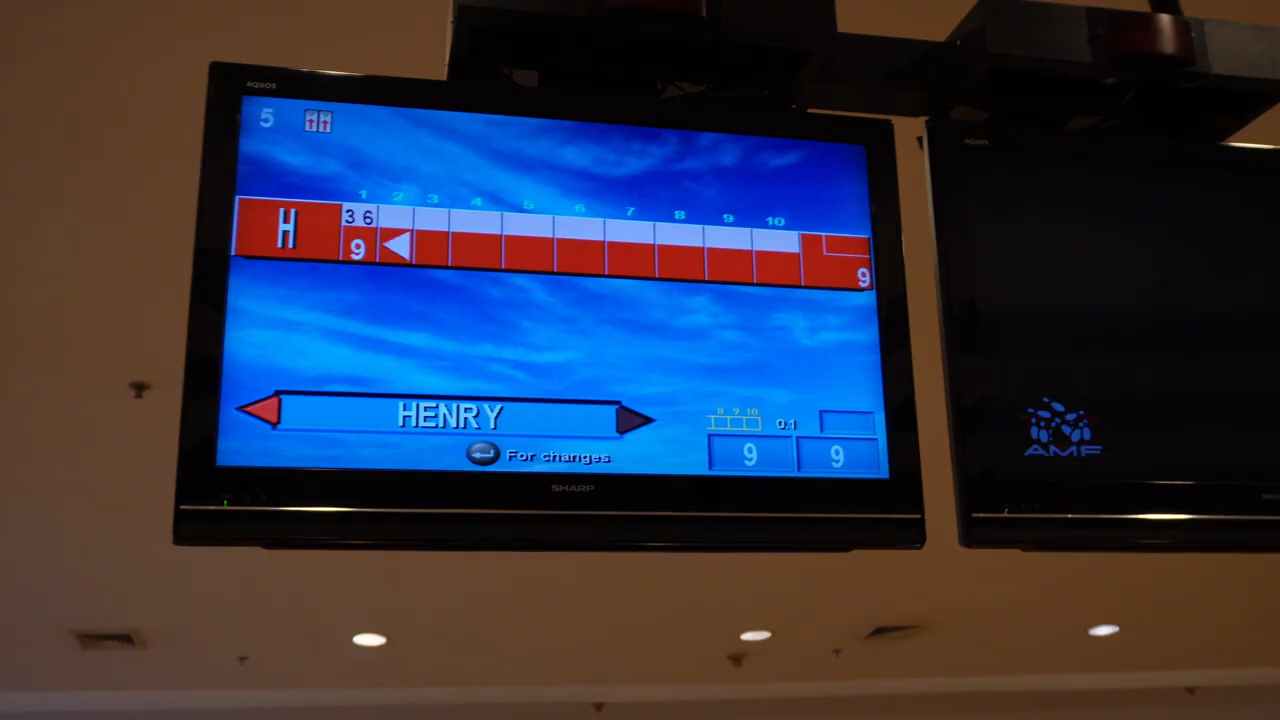 AQUOS
5
1 2 3 4 5 6 7 8 9 10
H 3 6
9 9
HENRY
For changes
8 9 10 0.1
9 9
SHARP
AQUOS
AMF